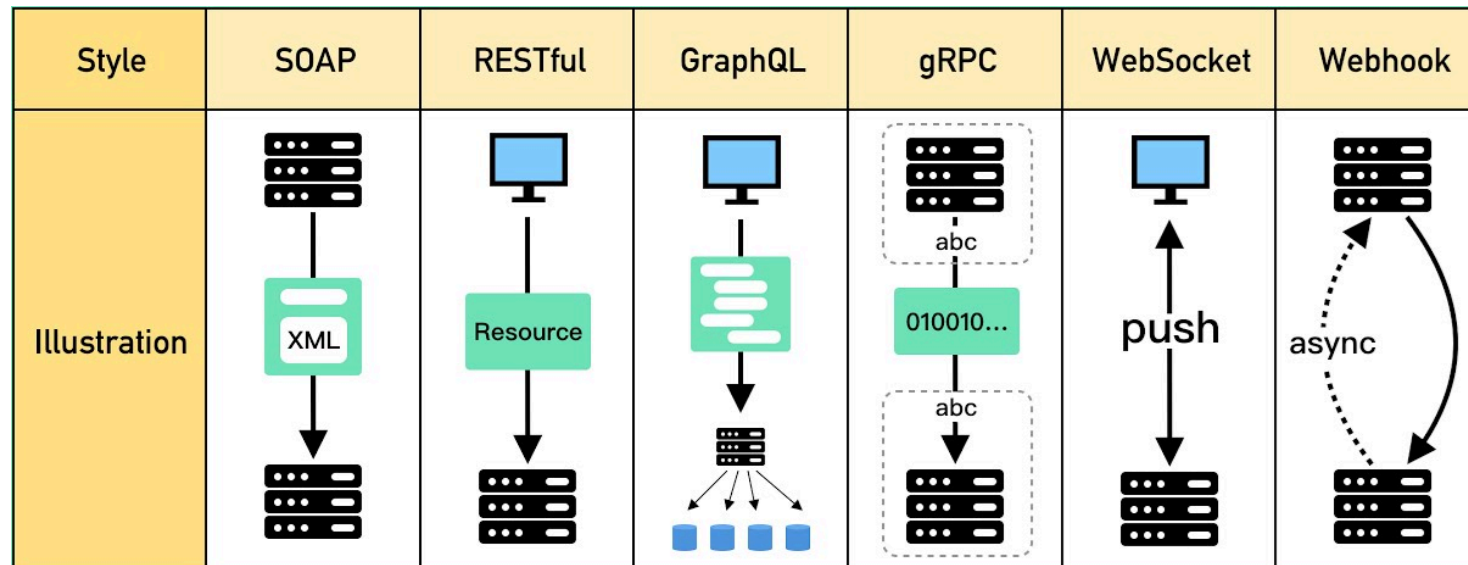 Style SOAP RESTful GraphQL gRPC WebSocket Webhook
Illustration
XML
Resource
abc
010010...
abc
push
async